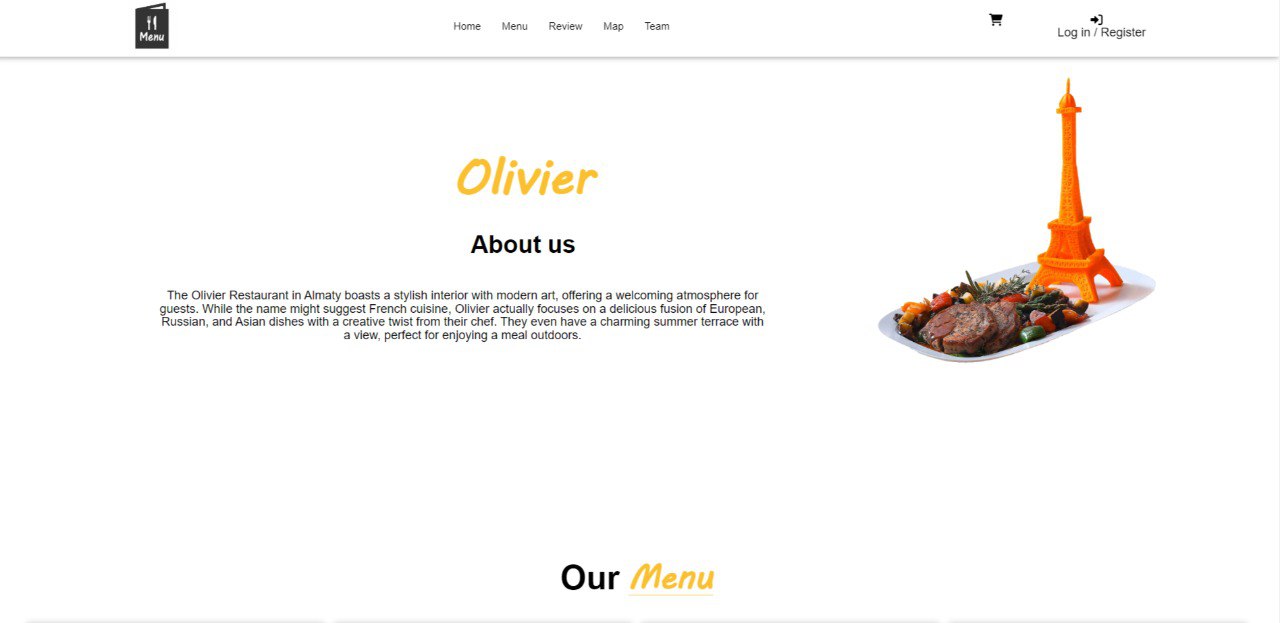 Menu
Home Menu Review Map Team
Log in / Register
Olivier
About us
The Olivier Restaurant in Almaty boasts a stylish interior with modern art, offering a welcoming atmosphere for
guests. While the name might suggest French cuisine, Olivier actually focuses on a delicious fusion of European,
Russian, and Asian dishes with a creative twist from their chef. They even have a charming summer terrace with
a view, perfect for enjoying a meal outdoors.
Our Menu